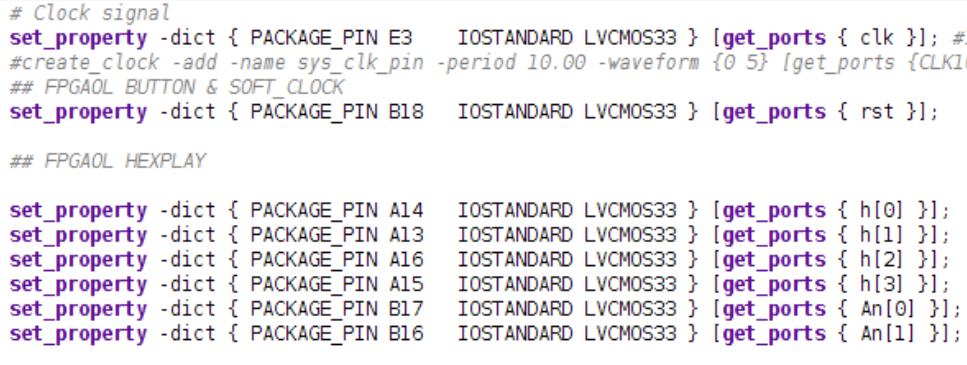 # Clock signal
set_property -dict { PACKAGE_PIN E3    IOSTANDARD LVCMOS33 } [get_ports { clk }]; #
#create_clock -add -name sys_clk_pin -period 10.00 -waveform {0 5} [get_ports {CLK1
## FPGAOL BUTTON & SOFT_CLOCK
set_property -dict { PACKAGE_PIN B18   IOSTANDARD LVCMOS33 } [get_ports { rst }];
## FPGAOL HEXPLAY
set_property -dict { PACKAGE_PIN A14   IOSTANDARD LVCMOS33 } [get_ports { h[0] }];
set_property -dict { PACKAGE_PIN A13   IOSTANDARD LVCMOS33 } [get_ports { h[1] }];
set_property -dict { PACKAGE_PIN A16   IOSTANDARD LVCMOS33 } [get_ports { h[2] }];
set_property -dict { PACKAGE_PIN A15   IOSTANDARD LVCMOS33 } [get_ports { h[3] }];
set_property -dict { PACKAGE_PIN B17   IOSTANDARD LVCMOS33 } [get_ports { An[0] }];
set_property -dict { PACKAGE_PIN B16   IOSTANDARD LVCMOS33 } [get_ports { An[1] }];